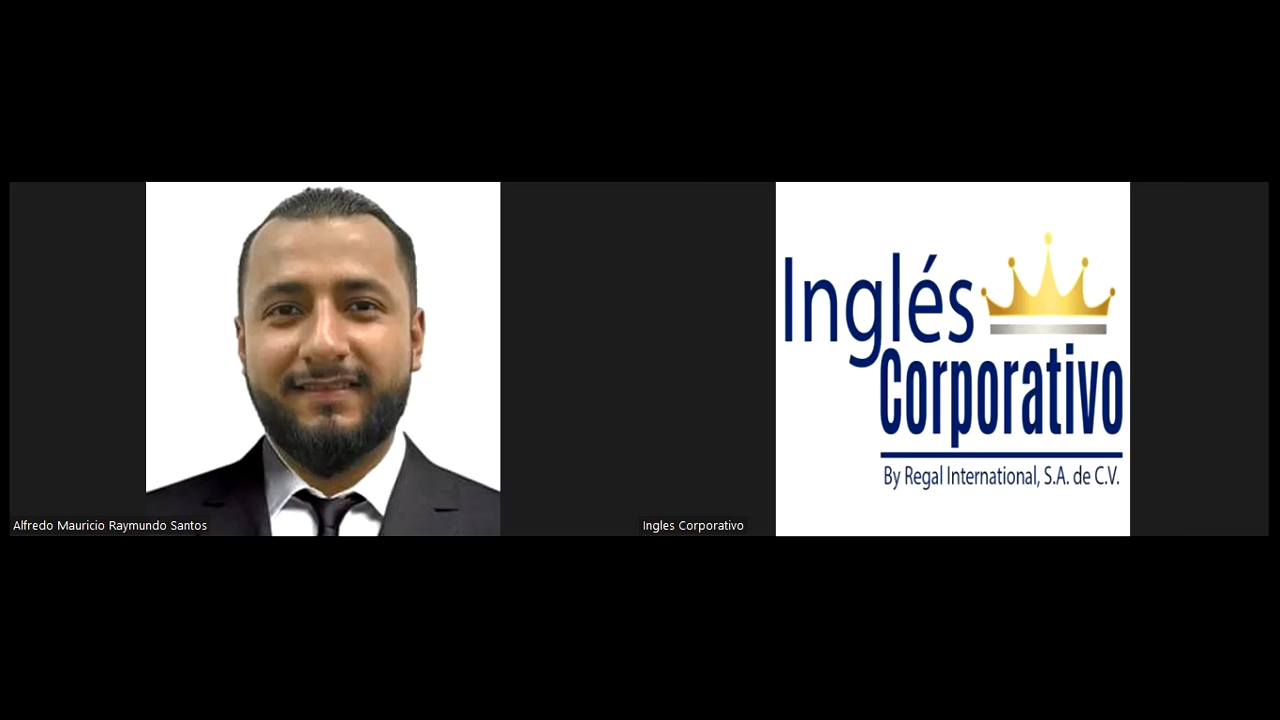 Inglés
Corporativo
By Regal International, S.A. de C.V.
Alfredo Mauricio Raymundo Santos
Ingles Corporativo